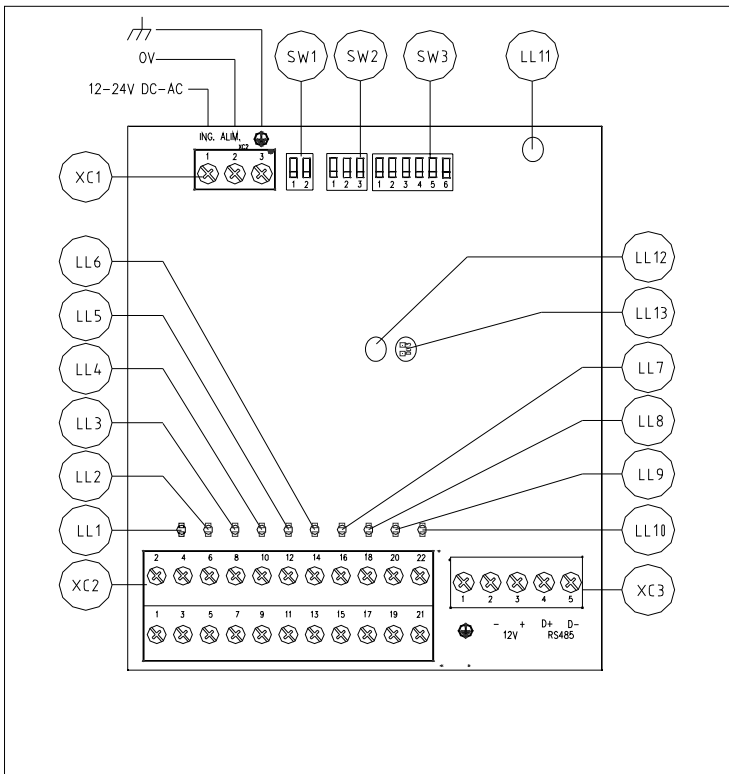 0V
12-24V DC-AC
SW1
SW2
SW3
LL11
ING. ALIM.
XC2
1 2 3
1 2
1 2 3
1 2 3 4 5 6
XC1
LL6
LL12
LL5
LL13
LL4
LL7
LL3
LL8
LL2
LL9
LL1
LL10
2 4 6 8 10 12 14 16 18 20 22
XC2
XC3
1 2 3 4 5
1 3 5 7 9 11 13 15 17 19 21
- + D+ D-
12V RS485